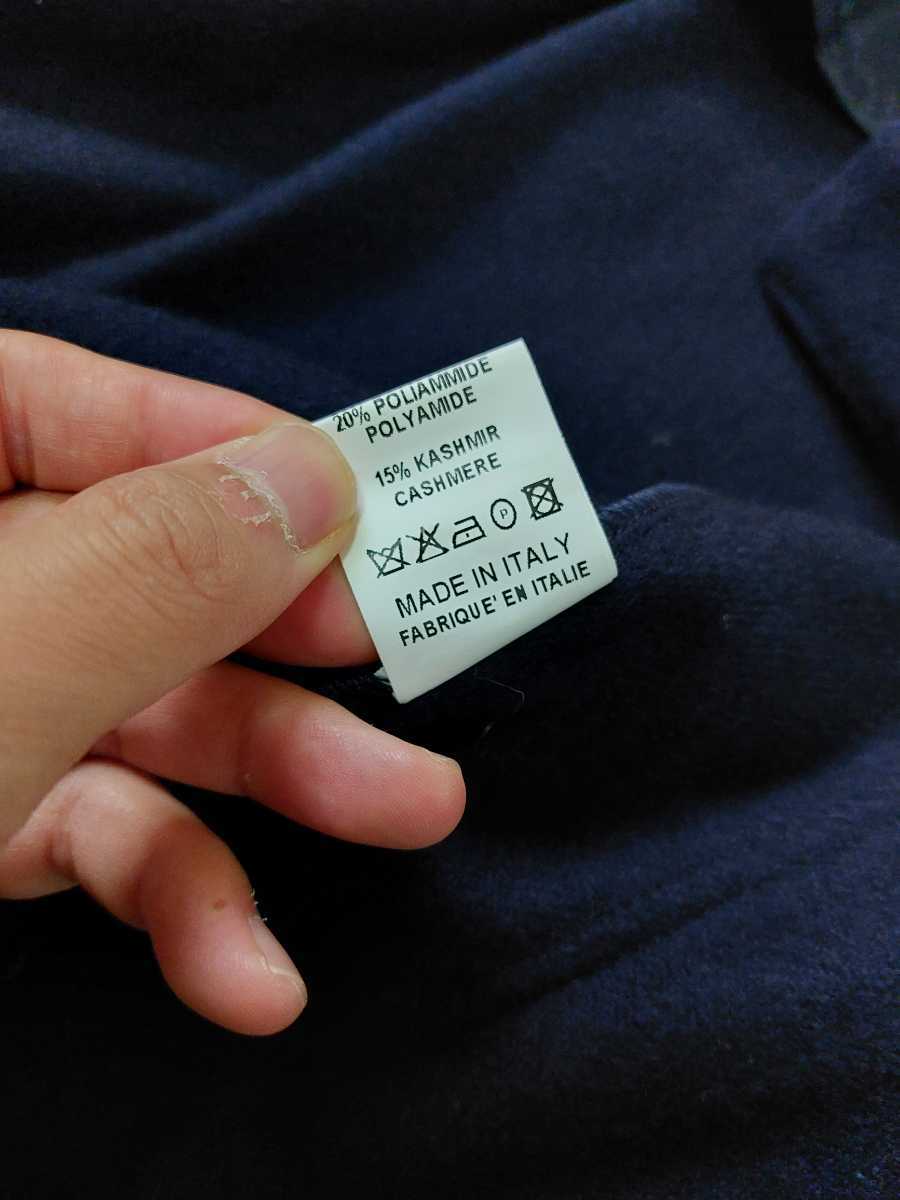 20% POLIAMMIDE
POLYAMIDE
15% KASHMIR
CASHMERE
P
MADE IN ITALY
FABRIQUE' EN ITALIE